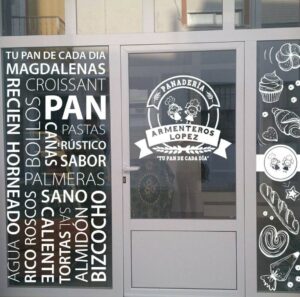 TU PAN DE CADA DIA
MAGDALENAS
CROISSANT
PAN
PASTAS
RÚSTICO
SABOR
PALMERAS
RECIEN HORNEADO
BOLLOS
CAÑAS
AGUA
RICO
ROSCOS
SANO
CALIENTE
TORTAS
ALMIDÓN
BIZCOCHO
PANADERÍA
ARMENTEROS
LOPEZ
"TU PAN DE CADA DÍA"